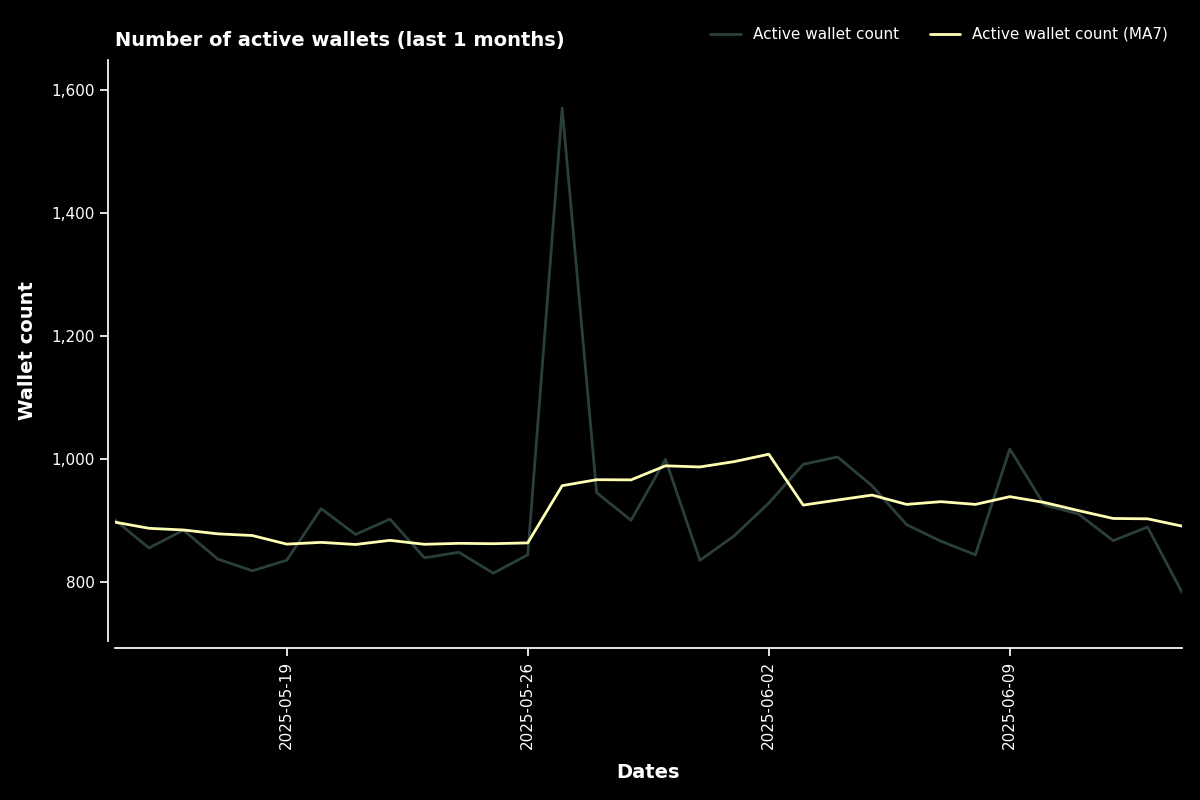 Number of active wallets (last 1 months)
Active wallet count
Active wallet count (MA7)
1,600
1,400
1,200
1,000
800
Wallet count
2025-05-19
2025-05-26
2025-06-02
2025-06-09
Dates